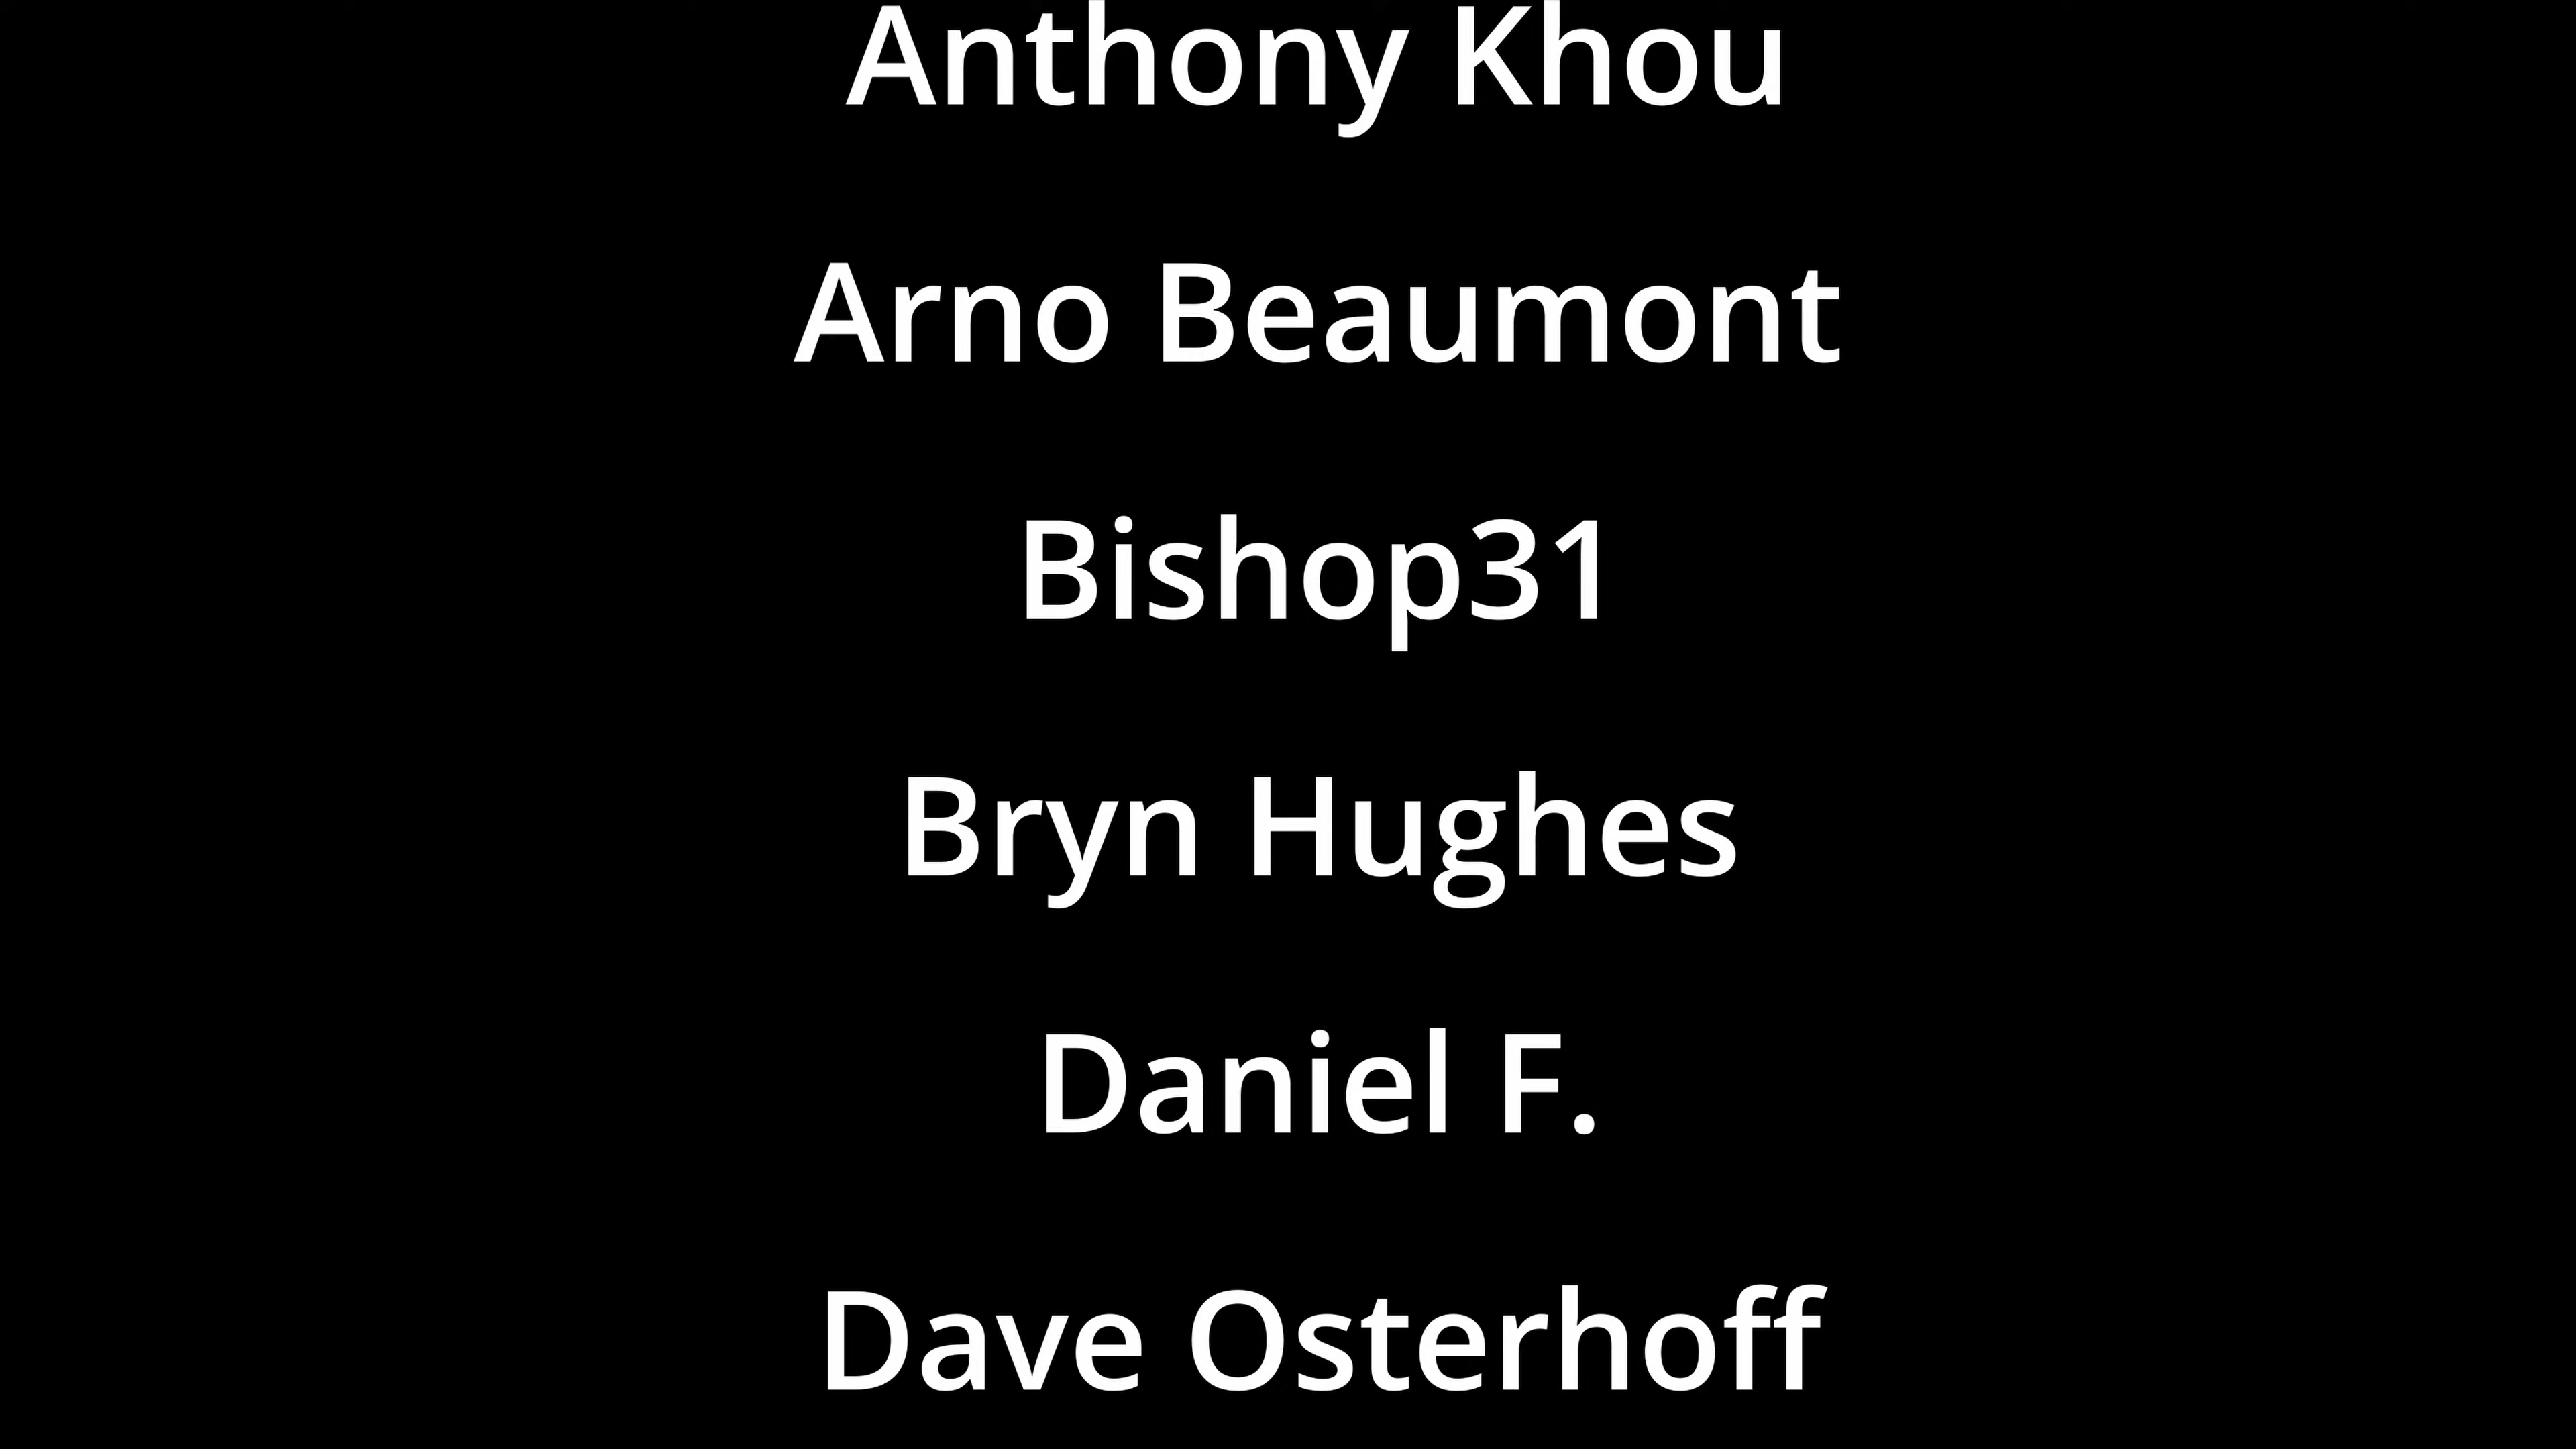 Anthony Khou
Arno Beaumont
Bishop31
Bryn Hughes
Daniel F.
Dave Osterhoff